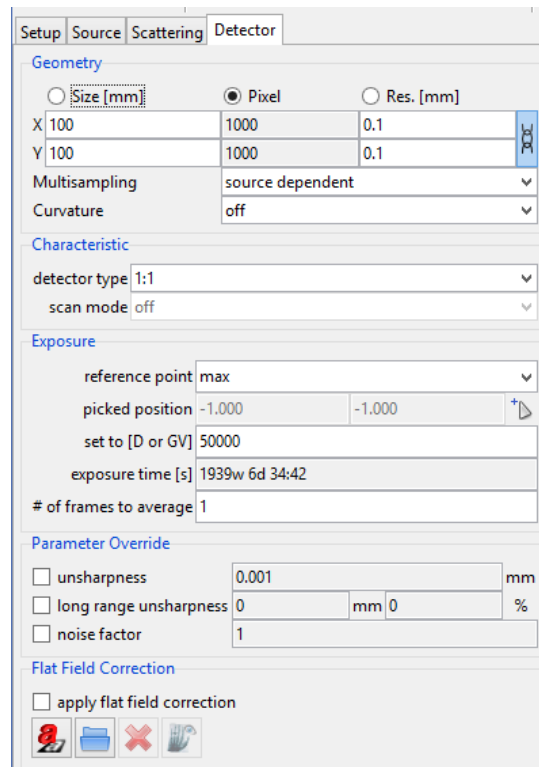 Setup Source Scattering Detector
Geometry
Size [mm] Pixel Res. [mm]
X 100 1000 0.1
Y 100 1000 0.1
Multisampling source dependent
Curvature off
Characteristic
detector type 1:1
scan mode off
Exposure
reference point max
picked position -1.000 -1.000
set to [D or GV] 50000
exposure time [s] 1939w 6d 34:42
# of frames to average 1
Parameter Override
unsharpness 0.001 mm
long range unsharpness 0 mm 0 %
noise factor 1
Flat Field Correction
apply flat field correction
a